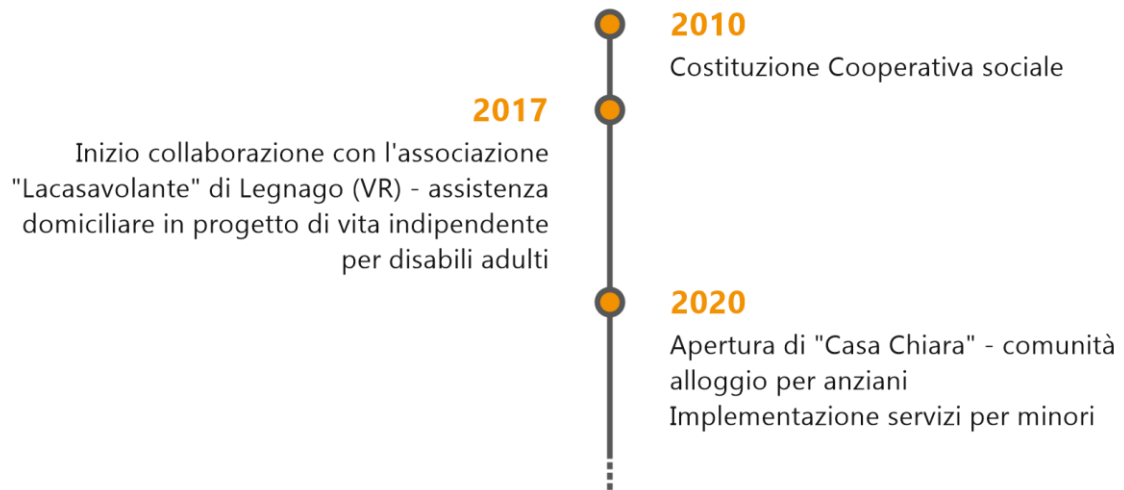 2010
Costituzione Cooperativa sociale
2017
Inizio collaborazione con l'associazione
"Lacasavolante" di Legnago (VR) - assistenza
domiciliare in progetto di vita indipendente
per disabili adulti
2020
Apertura di "Casa Chiara" - comunità
alloggio per anziani
Implementazione servizi per minori